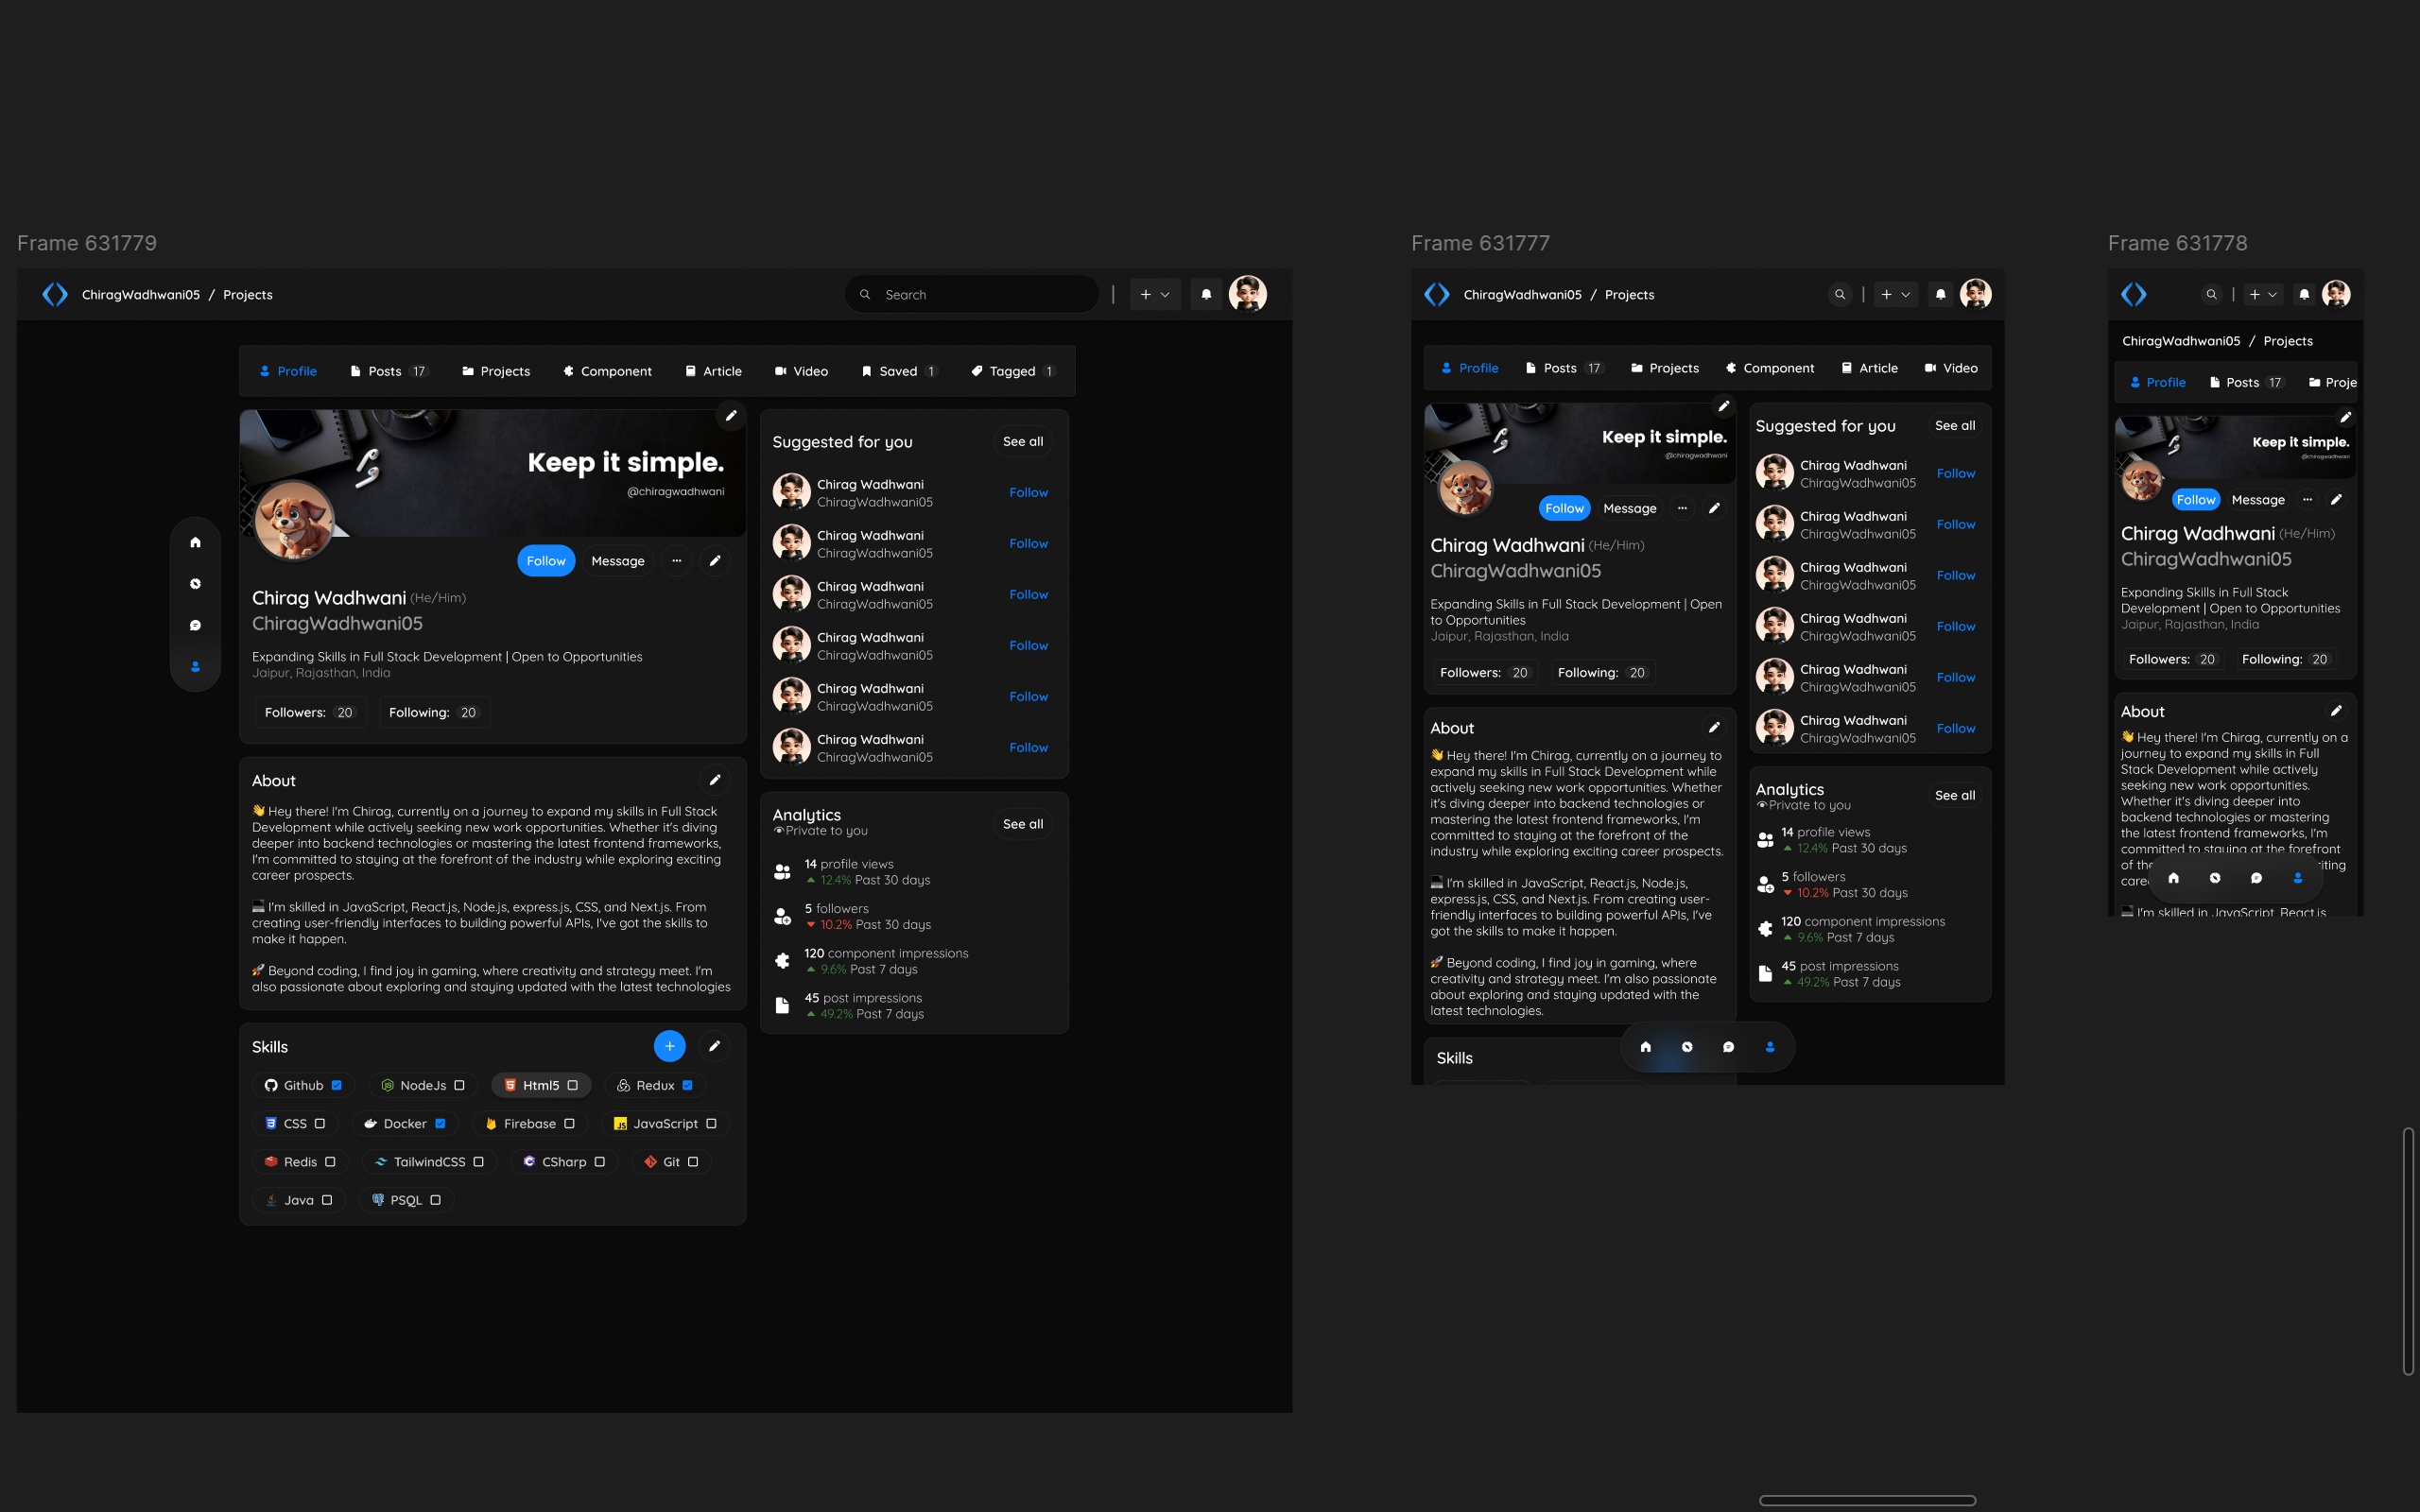 Frame 631779
ChiragWadhwani05 / Projects
Search
Profile
Posts 17
Projects
Component
Article
Video
Saved 1
Tagged 1
Keep it simple.
@chiragwadhwani
Follow
Message
Chirag Wadhwani (He/Him)
ChiragWadhwani05
Expanding Skills in Full Stack Development | Open to Opportunities
Jaipur, Rajasthan, India
Followers: 20
Following: 20
About
👋 Hey there! I'm Chirag, currently on a journey to expand my skills in Full Stack
Development while actively seeking new work opportunities. Whether it's diving
deeper into backend technologies or mastering the latest frontend frameworks,
I'm committed to staying at the forefront of the industry while exploring exciting
career prospects.
💻 I'm skilled in JavaScript, React.js, Node.js, express.js, CSS, and Next.js. From
creating user-friendly interfaces to building powerful APIs, I've got the skills to
make it happen.
🚀 Beyond coding, I find joy in gaming, where creativity and strategy meet. I'm
also passionate about exploring and staying updated with the latest technologies
Skills
Github
NodeJs
Html5
Redux
CSS
Docker
Firebase
JavaScript
Redis
TailwindCSS
CSharp
Git
Java
PSQL
Suggested for you
See all
Chirag Wadhwani
ChiragWadhwani05
Follow
Chirag Wadhwani
ChiragWadhwani05
Follow
Chirag Wadhwani
ChiragWadhwani05
Follow
Chirag Wadhwani
ChiragWadhwani05
Follow
Chirag Wadhwani
ChiragWadhwani05
Follow
Chirag Wadhwani
ChiragWadhwani05
Follow
Analytics
Private to you
See all
14 profile views
12.4% Past 30 days
5 followers
10.2% Past 30 days
120 component impressions
9.6% Past 7 days
45 post impressions
49.2% Past 7 days
Frame 631777
ChiragWadhwani05 / Projects
Profile
Posts 17
Projects
Component
Article
Video
Keep it simple.
@chiragwadhwani
Follow
Message
Chirag Wadhwani (He/Him)
ChiragWadhwani05
Expanding Skills in Full Stack Development | Open
to Opportunities
Jaipur, Rajasthan, India
Followers: 20
Following: 20
About
👋 Hey there! I'm Chirag, currently on a journey to
expand my skills in Full Stack Development while
actively seeking new work opportunities. Whether
it's diving deeper into backend technologies or
mastering the latest frontend frameworks, I'm
committed to staying at the forefront of the
industry while exploring exciting career prospects.
💻 I'm skilled in JavaScript, React.js, Node.js,
express.js, CSS, and Next.js. From creating user-
friendly interfaces to building powerful APIs, I've
got the skills to make it happen.
🚀 Beyond coding, I find joy in gaming, where
creativity and strategy meet. I'm also passionate
about exploring and staying updated with the
latest technologies.
Skills
Suggested for you
See all
Chirag Wadhwani
ChiragWadhwani05
Follow
Chirag Wadhwani
ChiragWadhwani05
Follow
Chirag Wadhwani
ChiragWadhwani05
Follow
Chirag Wadhwani
ChiragWadhwani05
Follow
Chirag Wadhwani
ChiragWadhwani05
Follow
Chirag Wadhwani
ChiragWadhwani05
Follow
Analytics
Private to you
See all
14 profile views
12.4% Past 30 days
5 followers
10.2% Past 30 days
120 component impressions
9.6% Past 7 days
45 post impressions
49.2% Past 7 days
Frame 631778
ChiragWadhwani05 / Projects
Profile
Posts 17
Proje
Keep it simple.
@chiragwadhwani
Follow
Message
Chirag Wadhwani (He/Him)
ChiragWadhwani05
Expanding Skills in Full Stack
Development | Open to Opportunities
Jaipur, Rajasthan, India
Followers: 20
Following: 20
About
👋 Hey there! I'm Chirag, currently on a
journey to expand my skills in Full
Stack Development while actively
seeking new work opportunities.
Whether it's diving deeper into
backend technologies or mastering
the latest frontend frameworks, I'm
committed to staying at the forefront
of the
💻 I'm skilled in JavaScript, React.js